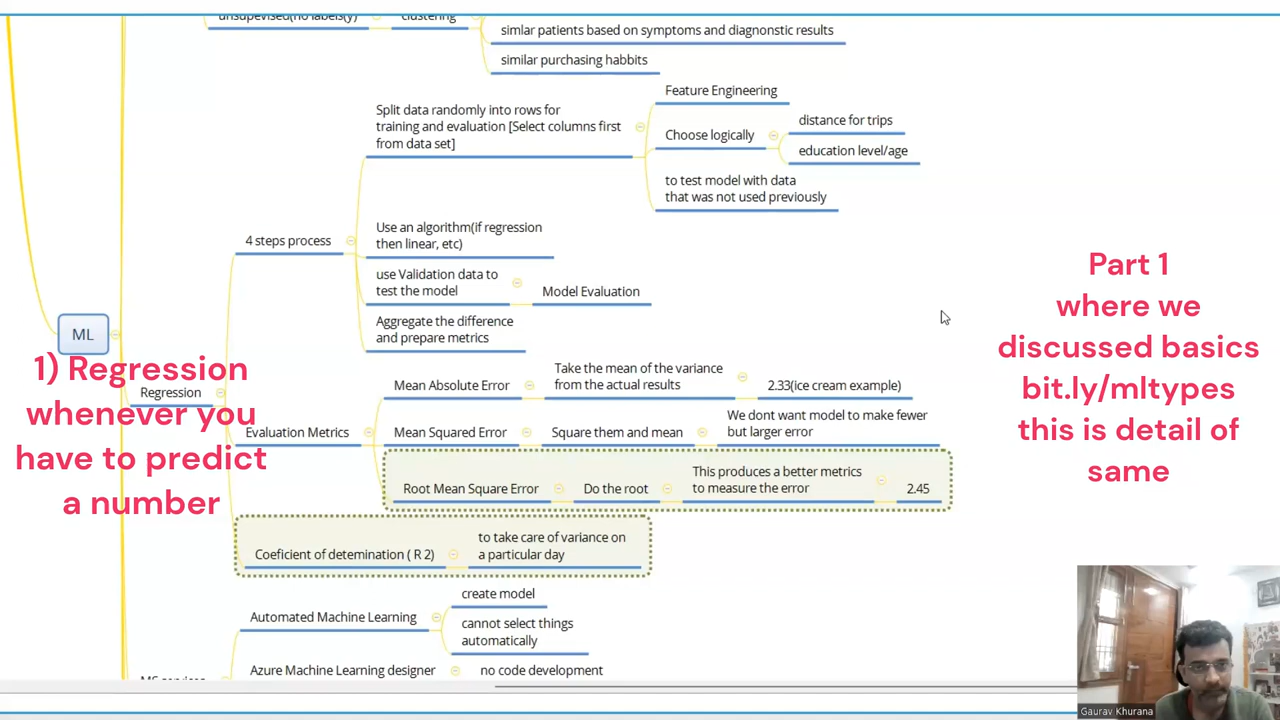 unsupevised(no labels(y)
clustering
simlar patients based on symptoms and diagnonstic results
similar purchasing habbits
Feature Engineering
Split data randomly into rows for
training and evaluation [Select columns first
from data set]
Choose logically
distance for trips
education level/age
to test model with data
that was not used previously
4 steps process
Use an algorithm(if regression
then linear, etc)
use Validation data to
test the model
Model Evaluation
Aggregate the difference
and prepare metrics
ML
Regression
Mean Absolute Error
Take the mean of the variance
from the actual results
2.33(ice cream example)
Evaluation Metrics
Mean Squared Error
Square them and mean
We dont want model to make fewer
but larger error
Root Mean Square Error
Do the root
This produces a better metrics
to measure the error
2.45
Coeficient of detemination ( R 2)
to take care of variance on
a particular day
Automated Machine Learning
create model
cannot select things
automatically
Azure Machine Learning designer
no code development
MS services
1) Regression
whenever you
have to predict
a number
Part 1
where we
discussed basics
bit.ly/mltypes
this is detail of
same
Gaurav Khurana